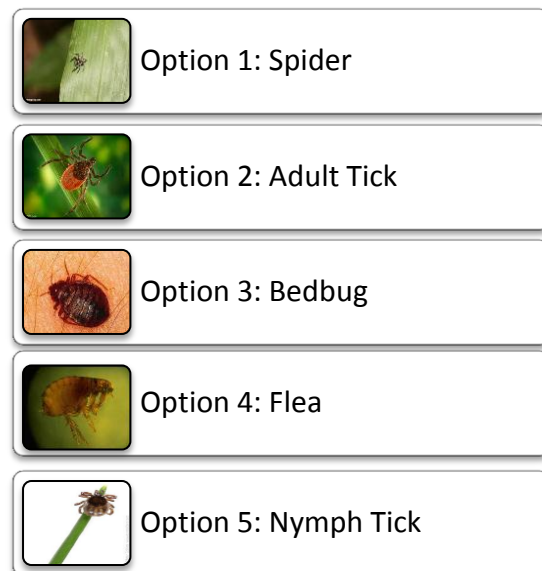 Option 1: Spider
Option 2: Adult Tick
Option 3: Bedbug
Option 4: Flea
Option 5: Nymph Tick